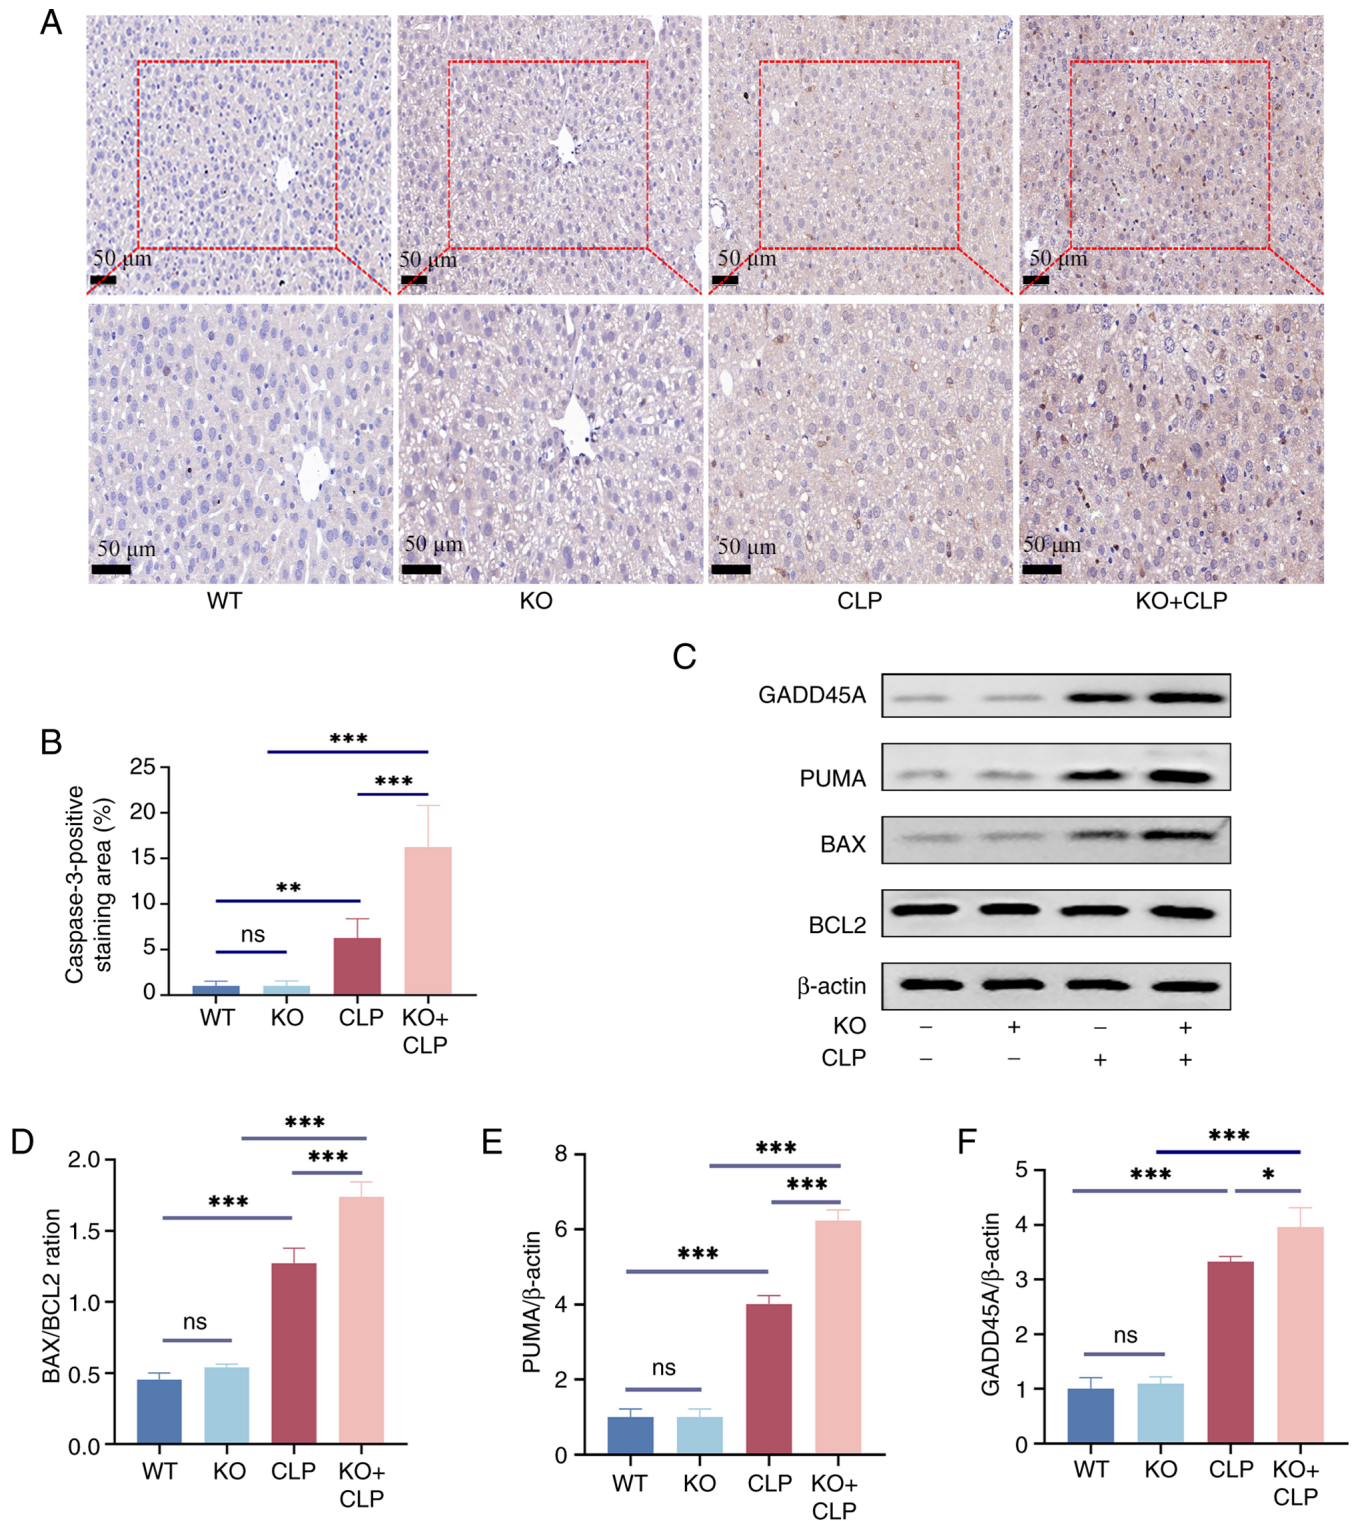 A
50 µm
50 µm
50 µm
50 µm
50 µm
50 µm
50 µm
50 µm
WT
KO
CLP
KO+CLP
B
Caspase-3-positive
staining area (%)
25
20
15
10
5
0
***
***
**
ns
WT
KO
CLP
KO+
CLP
C
GADD45A
PUMA
BAX
BCL2
β-actin
KO – + – +
CLP – – + +
D
BAX/BCL2 ration
2.0
1.5
1.0
0.5
0.0
***
***
***
ns
WT
KO
CLP
KO+
CLP
E
PUMA/β-actin
8
6
4
2
0
***
***
***
ns
WT
KO
CLP
KO+
CLP
F
GADD45A/β-actin
5
4
3
2
1
0
***
***
*
ns
WT
KO
CLP
KO+
CLP